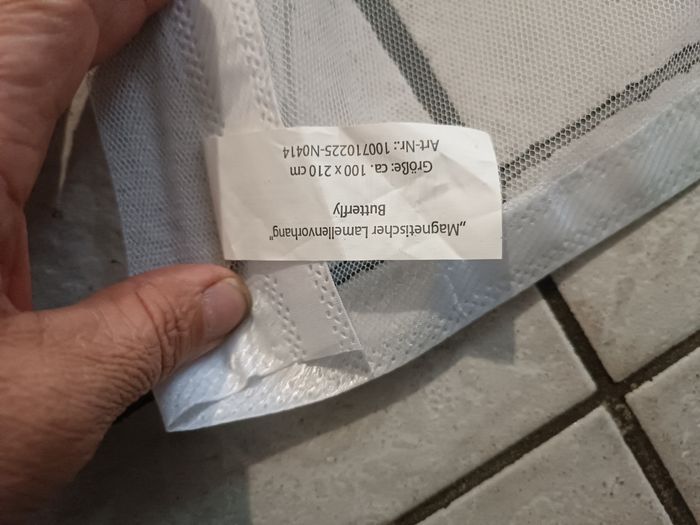 „Magnetischer Lamellenvorhang"
Butterfly
Größe: ca. 100 x 210 cm
Art-Nr.: 100710225-N0414